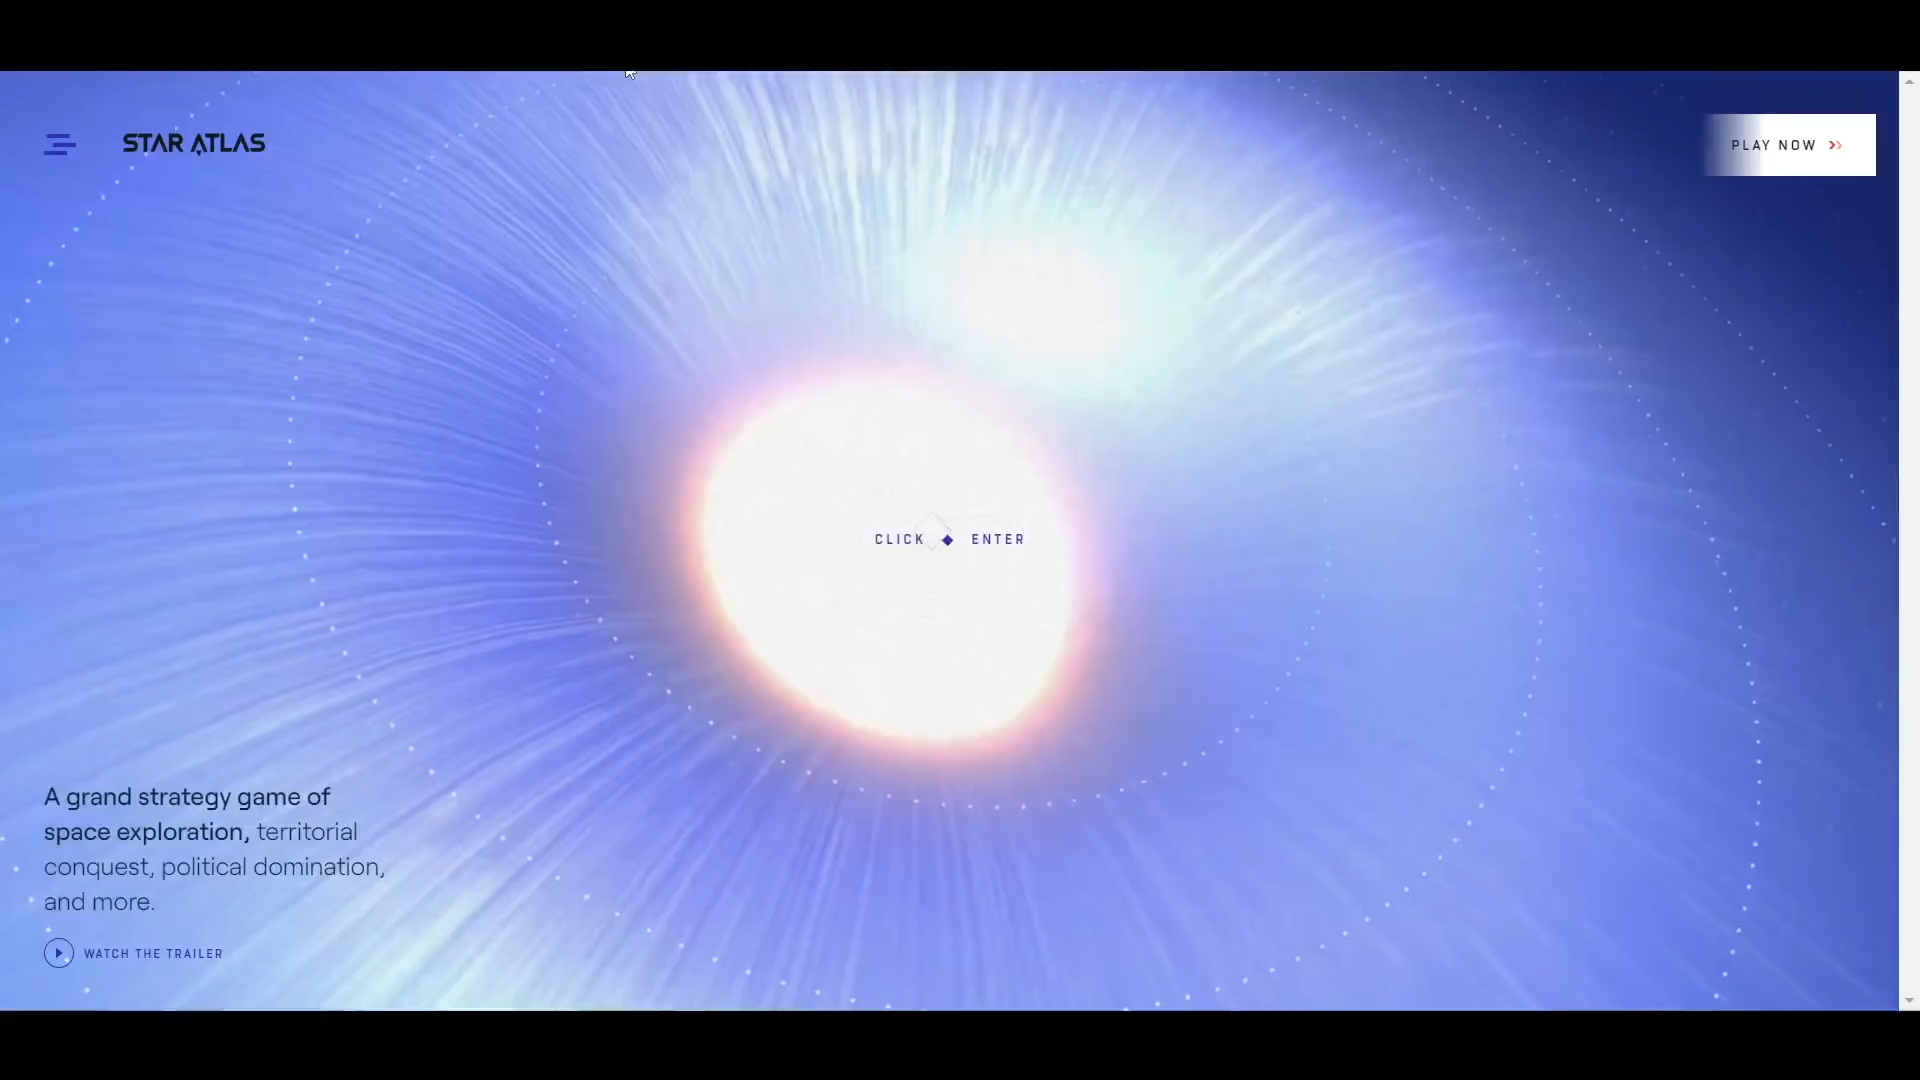 STAR ATLAS
PLAY NOW
CLICK ENTER
A grand strategy game of
space exploration, territorial
conquest, political domination,
and more.
WATCH THE TRAILER